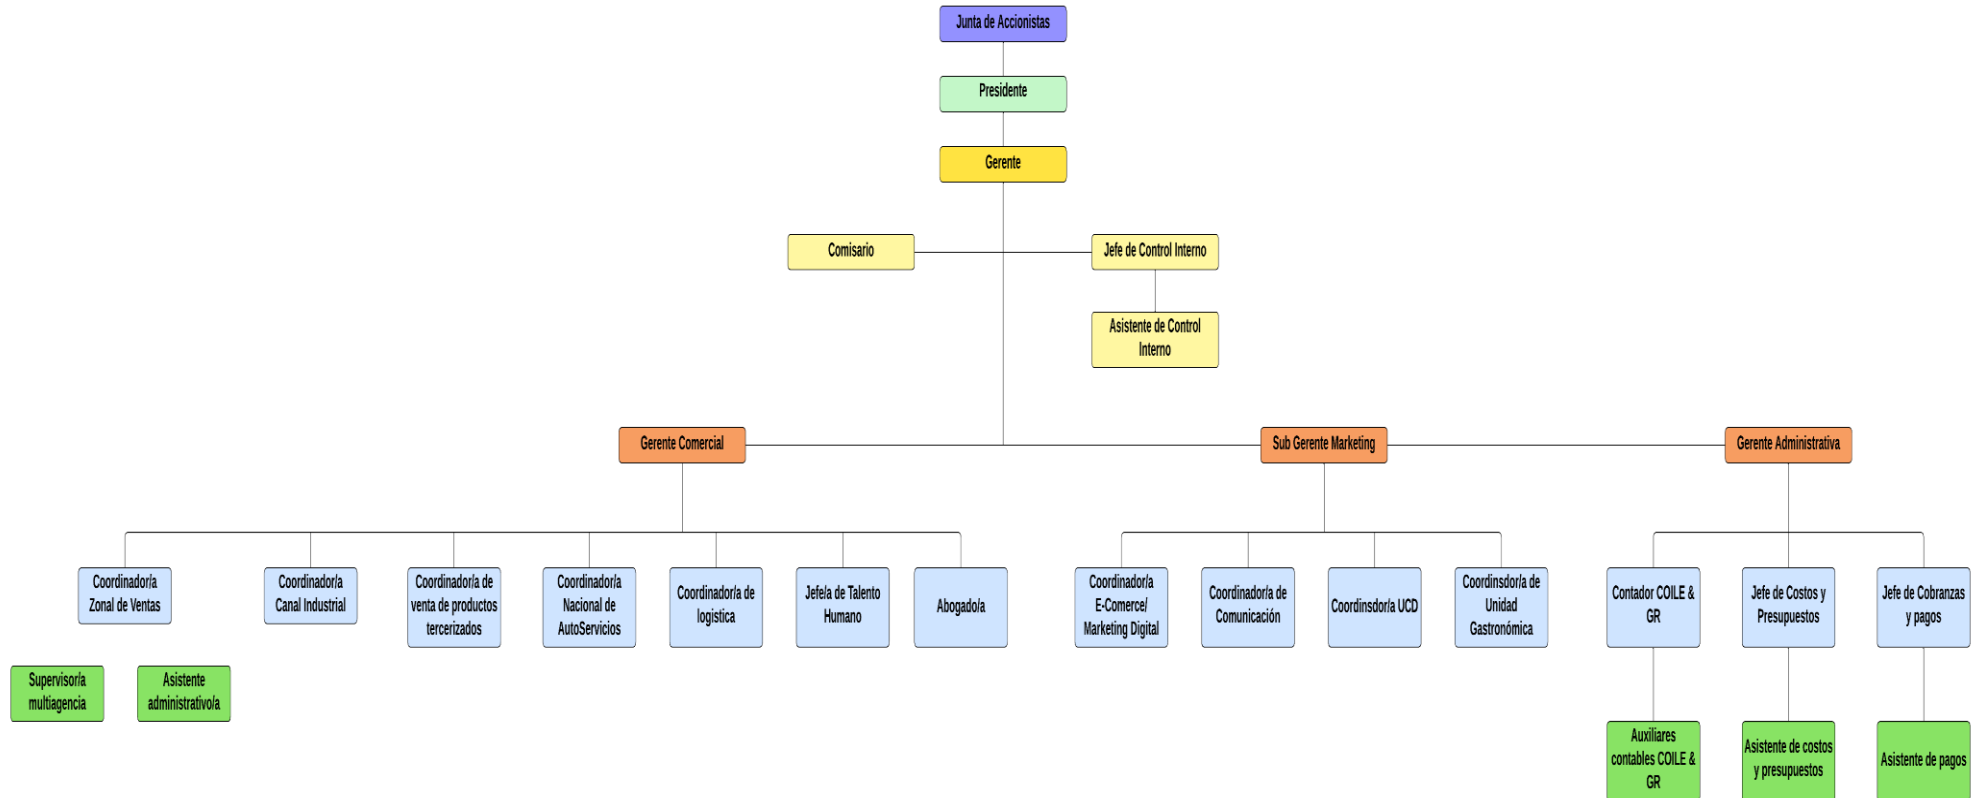 Junta de Accionistas
Presidente
Gerente
Comisario
Jefe de Control Interno
Asistente de Control
Interno
Gerente Comercial
Sub Gerente Marketing
Gerente Administrativa
Coordinador/a
Zonal de Ventas
Coordinador/a
Canal Industrial
Coordinador/a de
venta de productos
tercerizados
Coordinador/a
Nacional de
AutoServicios
Coordinador/a de
logistica
Jefe/a de Talento
Humano
Abogado/a
Coordinador/a
E-Comerce/
Marketing Digital
Coordinador/a de
Comunicación
Coordinsdor/a UCD
Coordinsdor/a de
Unidad
Gastronómica
Contador COILE &
GR
Jefe de Costos y
Presupuestos
Jefe de Cobranzas
y pagos
Supervisor/a
multiagencia
Asistente
administrativo/a
Auxiliares
contables COILE &
GR
Asistente de costos
y presupuestos
Asistente de pagos